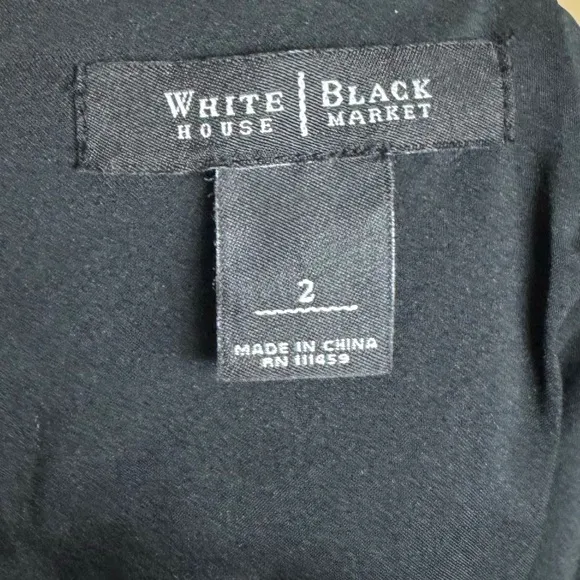 WHITE | BLACK
HOUSE | MARKET
2
MADE IN CHINA
RN 111459